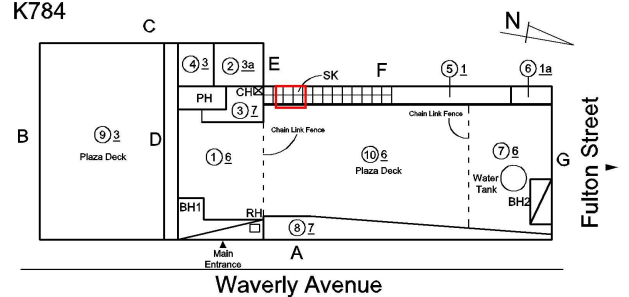 K784
N
C
④ 3
② 3a
E
SK
F
⑤ 1
⑥ 1a
PH
CH
③ 7
Chain Link Fence
Chain Link Fence
B
⑨ 3
Plaza Deck
D
① 6
⑩ 6
Plaza Deck
⑦ 6
G
Water
Tank
BH1
RH
BH2
⑧ 7
Main
Entrance
A
Fulton Street
Waverly Avenue